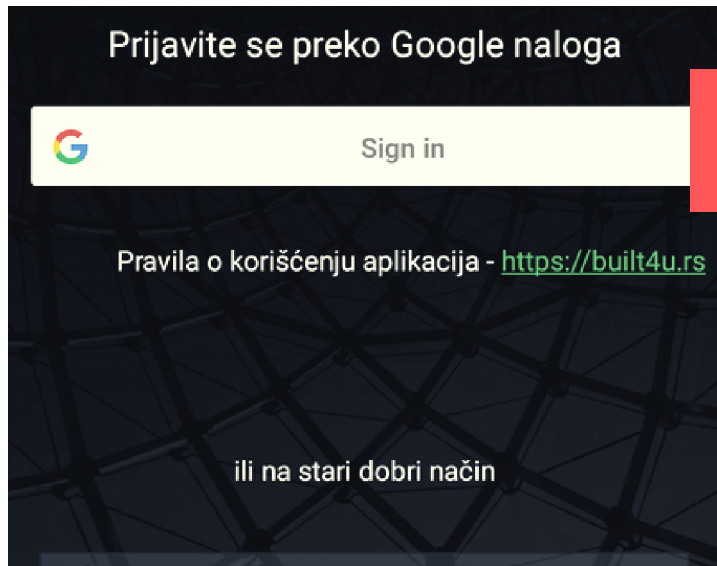 Prijavite se preko Google naloga
Sign in
Pravila o korišćenju aplikacija - https://built4u.rs
ili na stari dobri način